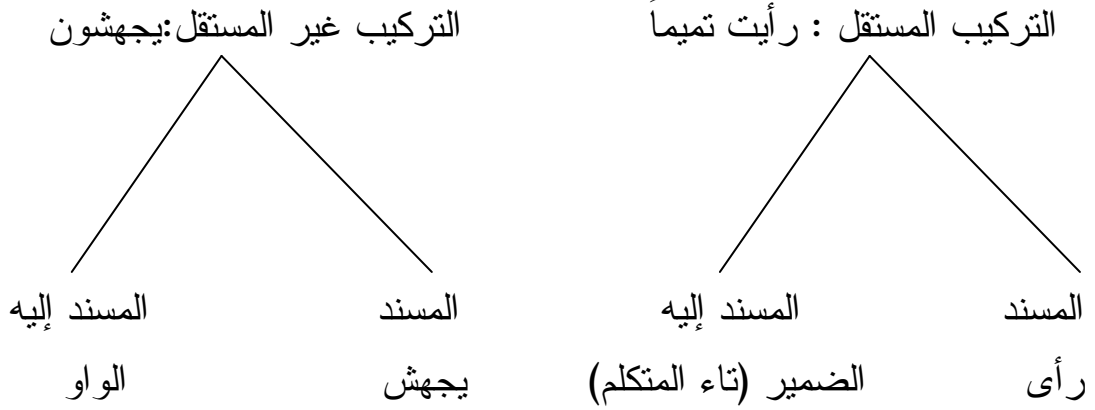 التركيب المستقل : رأيت تميماً التركيب غير المستقل:يجهشون
المسند المسند إليه المسند المسند إليه
رأى الضمير (تاء المتكلم) يجهش الواو